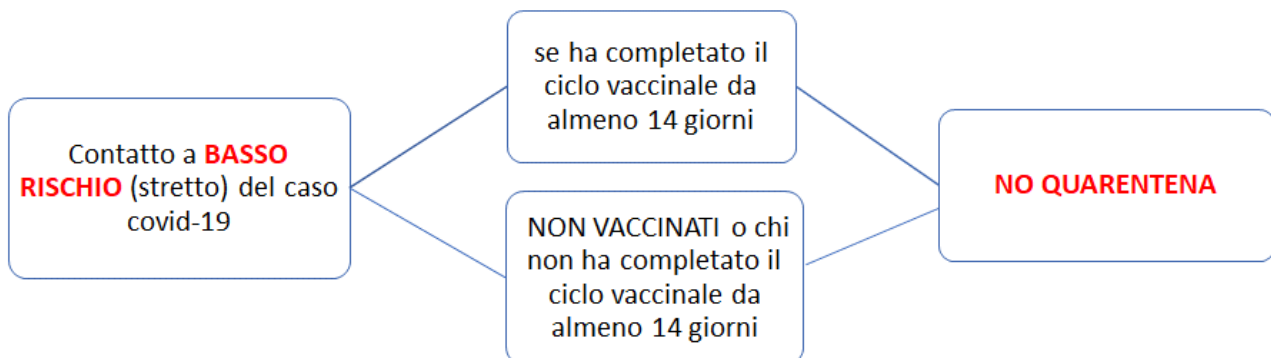 Contatto a BASSO
RISCHIO (stretto) del caso
covid-19
se ha completato il
ciclo vaccinale da
almeno 14 giorni
NON VACCINATI o chi
non ha completato il
ciclo vaccinale da
almeno 14 giorni
NO QUARENTENA